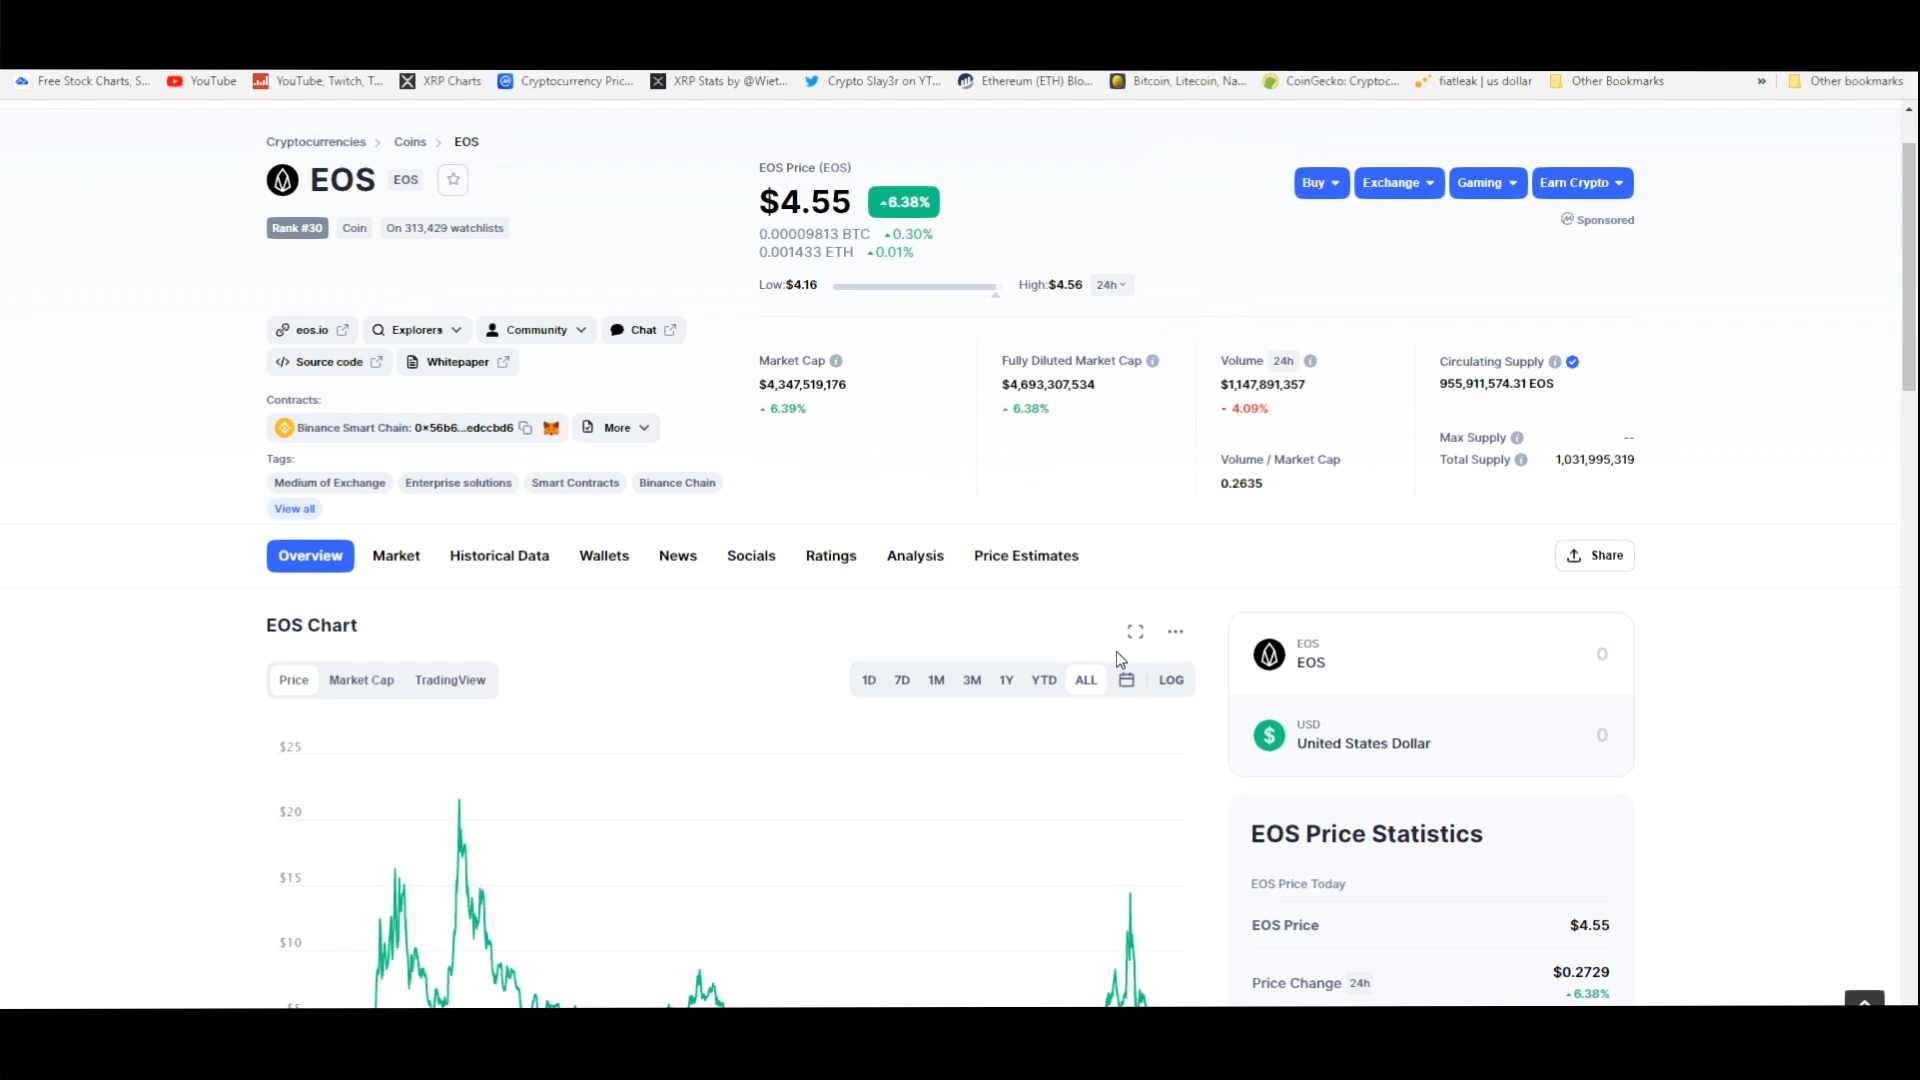 Free Stock Charts, S...
YouTube
YouTube, Twitch, T...
XRP Charts
Cryptocurrency Pric...
XRP Stats by @Wiet...
Crypto Slay3r on YT...
Ethereum (ETH) Blo...
Bitcoin, Litecoin, Na...
CoinGecko: Cryptoc...
fiatleak | us dollar
Other Bookmarks
»
Other bookmarks
Cryptocurrencies > Coins > EOS
EOS EOS
Rank #30 Coin On 313,429 watchlists
EOS Price (EOS)
$4.55 6.38%
0.00009813 BTC 0.30%
0.001433 ETH 0.01%
Low:$4.16 High:$4.56 24h
Buy Exchange Gaming Earn Crypto
Sponsored
eos.io Explorers Community Chat
Source code Whitepaper
Contracts:
Binance Smart Chain: 0x56b6...edccbd6 More
Tags:
Medium of Exchange Enterprise solutions Smart Contracts Binance Chain
View all
Market Cap
$4,347,519,176
6.39%
Fully Diluted Market Cap
$4,693,307,534
6.38%
Volume 24h
$1,147,891,357
4.09%
Volume / Market Cap
0.2635
Circulating Supply
955,911,574.31 EOS
Max Supply --
Total Supply 1,031,995,319
Overview Market Historical Data Wallets News Socials Ratings Analysis Price Estimates Share
EOS Chart
Price Market Cap TradingView 1D 7D 1M 3M 1Y YTD ALL LOG
$25
$20
$15
$10
$5
EOS
EOS 0
USD
United States Dollar 0
EOS Price Statistics
EOS Price Today
EOS Price $4.55
Price Change 24h $0.2729
6.38%